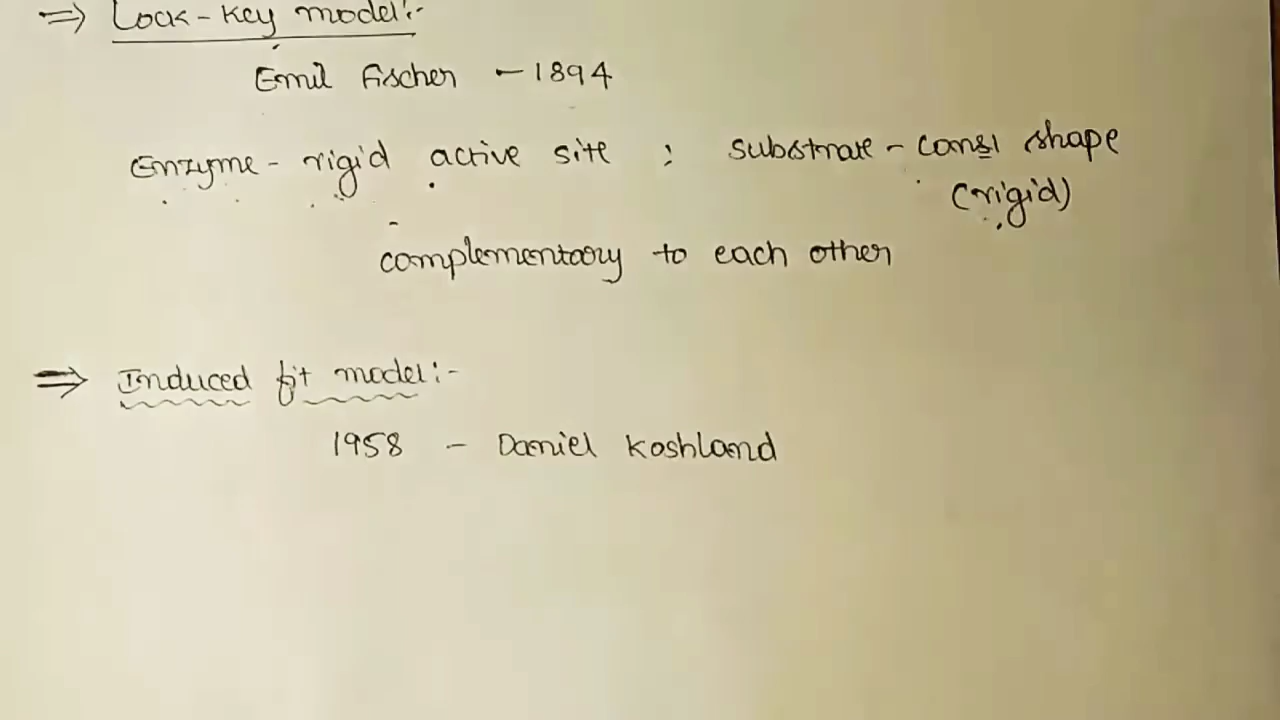 ⇒ Lock-key model:-
Emil Fischer - 1894
Enzyme - rigid active site : substrate - shape
(rigid)
complementary to each other
⇒ Induced fit model:-
1958 - Daniel Koshland